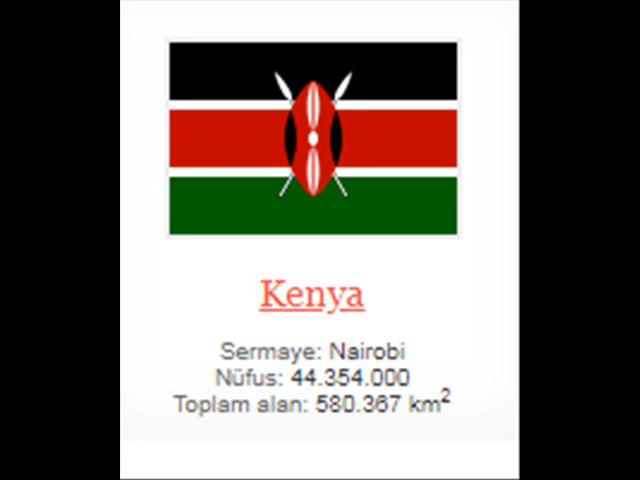 Kenya
Sermaye: Nairobi
Nüfus: 44.354.000
Toplam alan: 580.367 km²